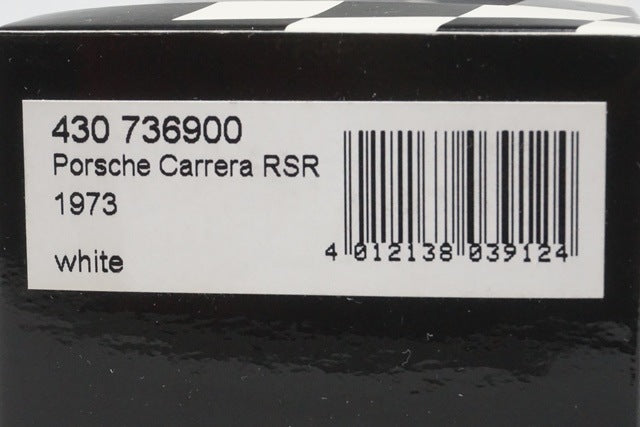 430 736900
Porsche Carrera RSR
1973
white
4 012138 039124